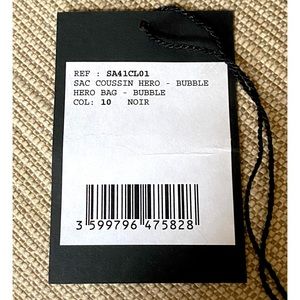 REF : SA41CL01
SAC COUSSIN HERO - BUBBLE
HERO BAG - BUBBLE
COL: 10 NOIR
3 599796 475828